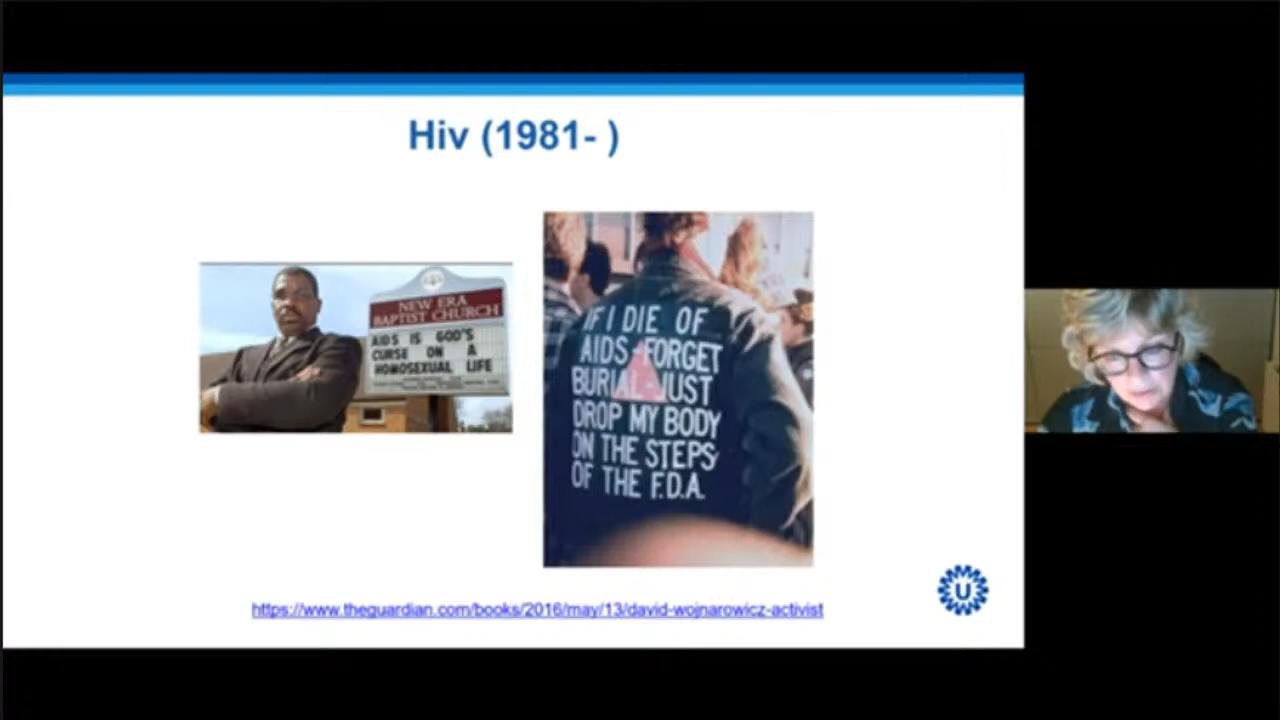 Hiv (1981- )
NEW ERA
BAPTIST CHURCH
AIDS IS GOD'S
CURSE ON A
HOMOSEXUAL LIFE
IF I DIE OF
AIDS - FORGET
BURIAL - JUST
DROP MY BODY
ON THE STEPS
OF THE F.D.A.
https://www.theguardian.com/books/2016/may/13/david-wojnarowicz-activist
U